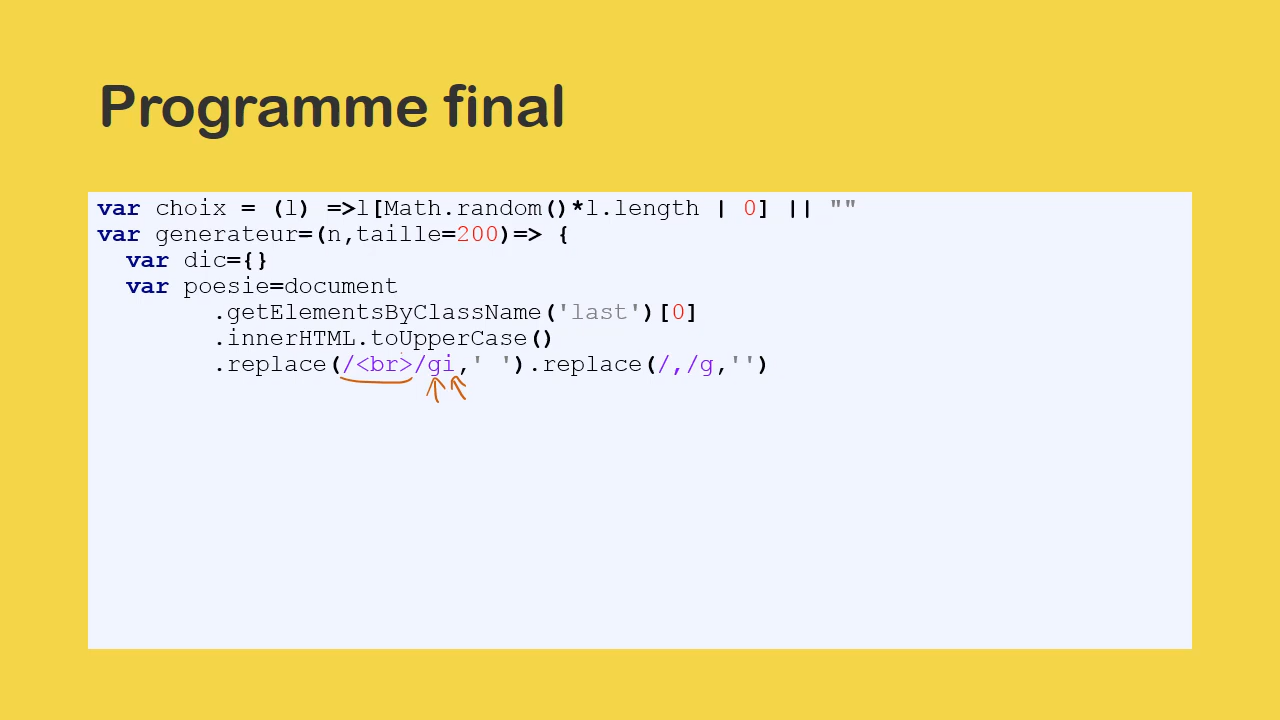 Programme final
var choix = (l) =>l[Math.random()*l.length | 0] || ""
var generateur=(n,taille=200)=> {
  var dic={}
  var poesie=document
        .getElementsByClassName('last')[0]
        .innerHTML.toUpperCase()
        .replace(/<br>/gi,' ').replace(/,/g,'')